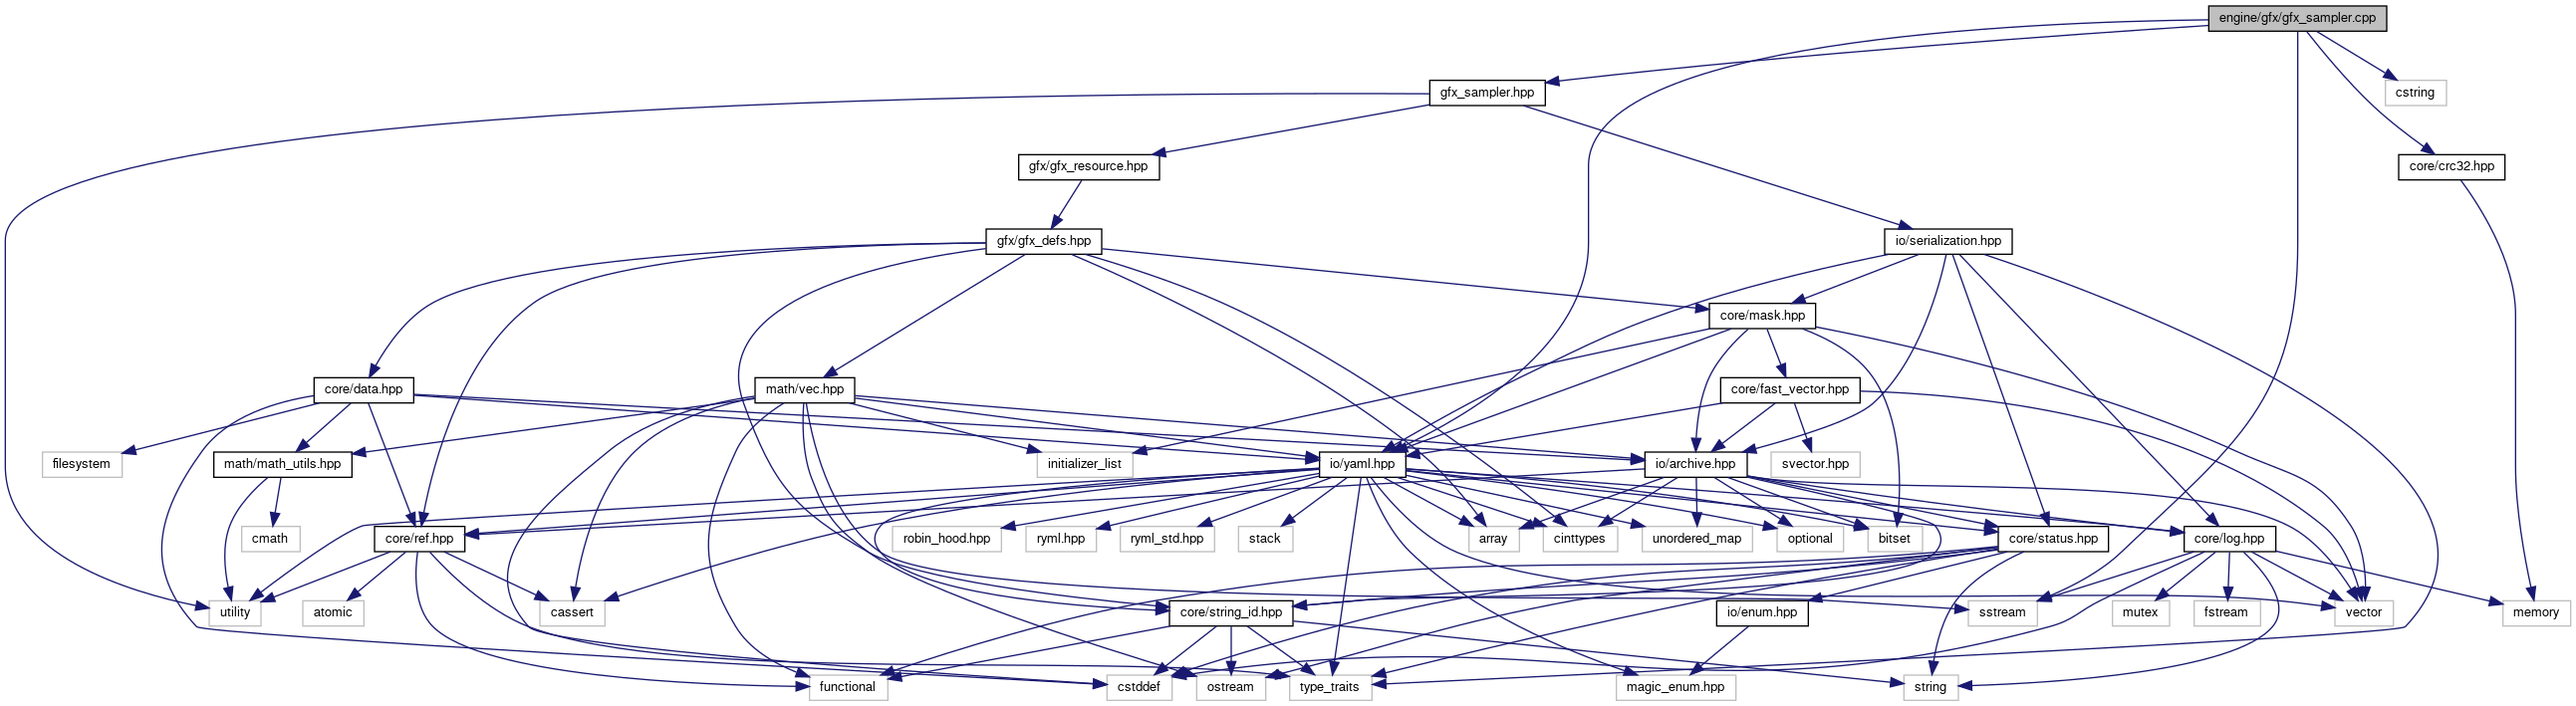 engine/gfx/gfx_sampler.cpp
gfx_sampler.hpp
cstring
gfx/gfx_resource.hpp
core/crc32.hpp
gfx/gfx_defs.hpp
io/serialization.hpp
core/mask.hpp
core/data.hpp
math/vec.hpp
core/fast_vector.hpp
filesystem
math/math_utils.hpp
initializer_list
io/yaml.hpp
io/archive.hpp
svector.hpp
cmath
core/ref.hpp
robin_hood.hpp
ryml.hpp
ryml_std.hpp
stack
array
cinttypes
unordered_map
optional
bitset
core/status.hpp
core/log.hpp
utility
atomic
cassert
core/string_id.hpp
io/enum.hpp
sstream
mutex
fstream
vector
memory
functional
cstddef
ostream
type_traits
magic_enum.hpp
string